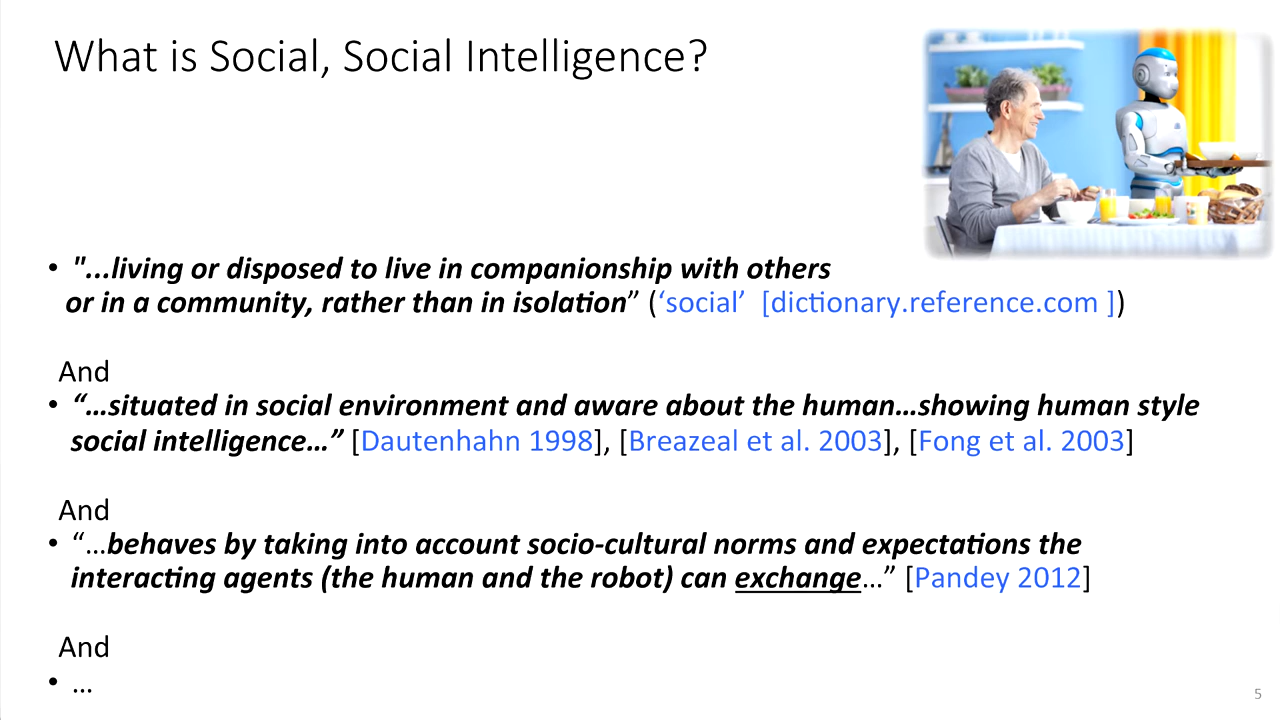 What is Social, Social Intelligence?
• "...living or disposed to live in companionship with others
or in a community, rather than in isolation” (‘social’ [dictionary.reference.com ])
And
• “…situated in social environment and aware about the human…showing human style
social intelligence…” [Dautenhahn 1998], [Breazeal et al. 2003], [Fong et al. 2003]
And
• “…behaves by taking into account socio-cultural norms and expectations the
interacting agents (the human and the robot) can exchange…” [Pandey 2012]
And
• …
5